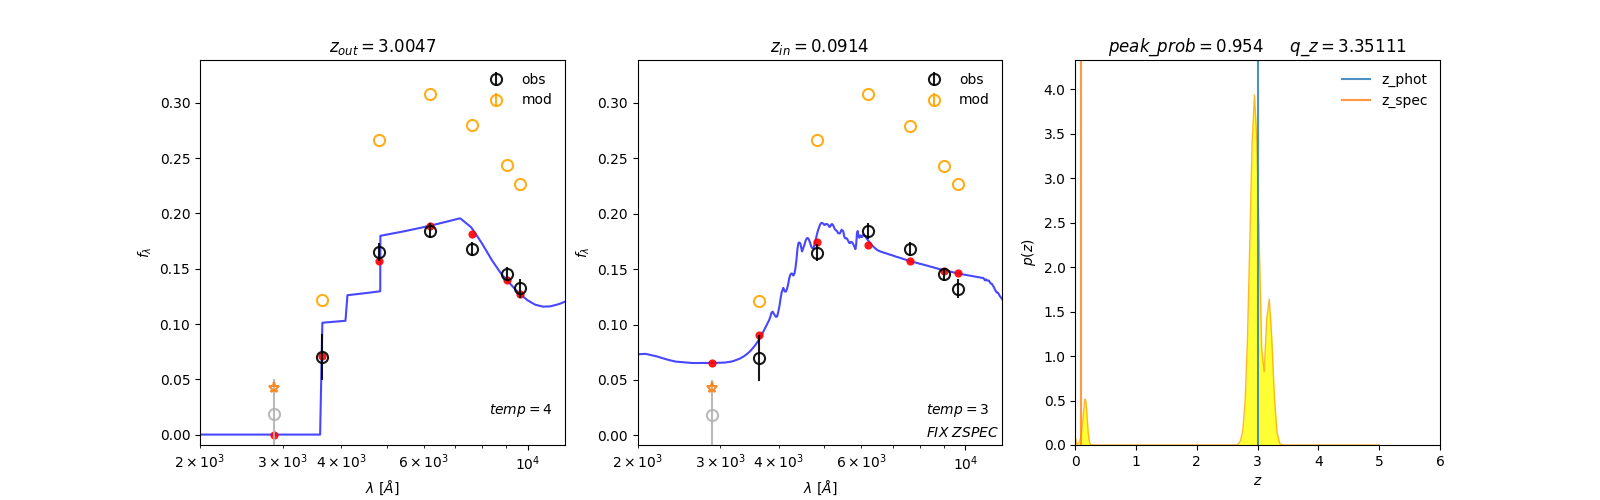 z_out = 3.0047
obs
mod
0.30
0.25
0.20
0.15
0.10
0.05
0.00
f_λ
temp = 4
2 × 10³ 3 × 10³ 4 × 10³ 6 × 10³ 10⁴
λ [Å]
z_in = 0.0914
obs
mod
0.30
0.25
0.20
0.15
0.10
0.05
0.00
f_λ
temp = 3
FIX ZSPEC
2 × 10³ 3 × 10³ 4 × 10³ 6 × 10³ 10⁴
λ [Å]
peak_prob = 0.954 q_z = 3.35111
z_phot
z_spec
4.0
3.5
3.0
2.5
2.0
1.5
1.0
0.5
0.0
p(z)
0 1 2 3 4 5 6
z